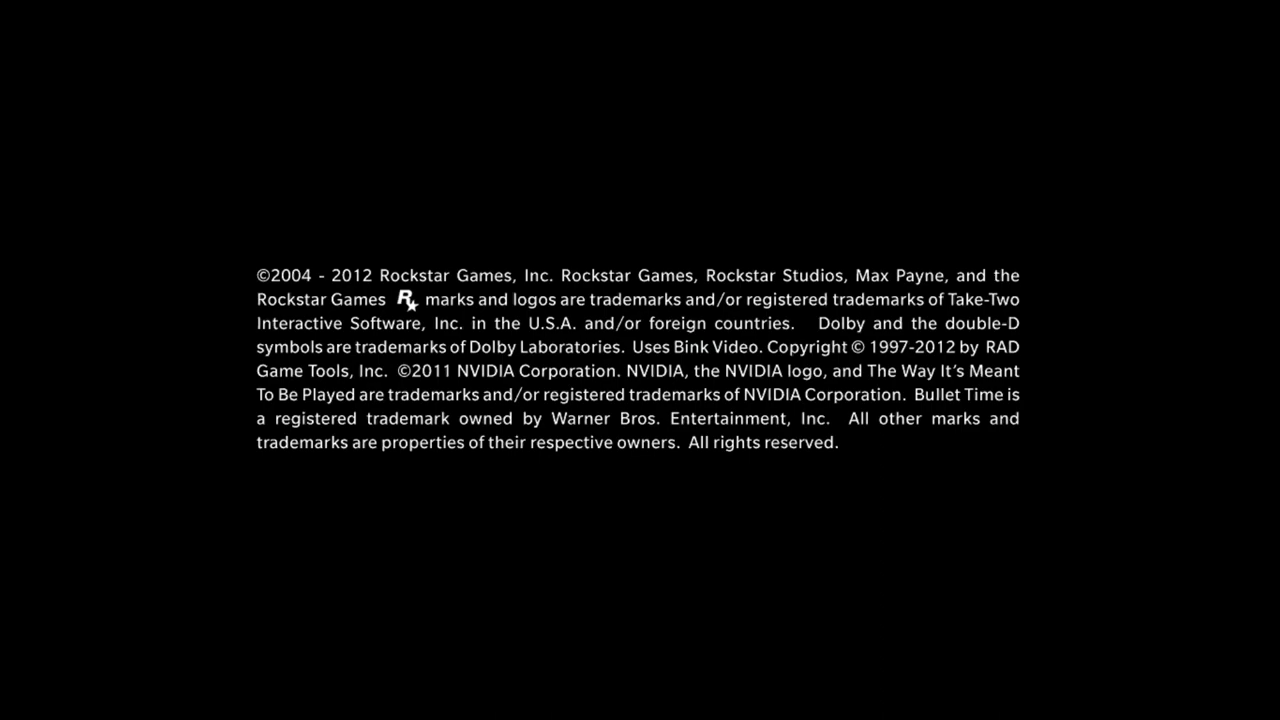 ©2004 - 2012 Rockstar Games, Inc. Rockstar Games, Rockstar Studios, Max Payne, and the
Rockstar Games R★ marks and logos are trademarks and/or registered trademarks of Take-Two
Interactive Software, Inc. in the U.S.A. and/or foreign countries. Dolby and the double-D
symbols are trademarks of Dolby Laboratories. Uses Bink Video. Copyright © 1997-2012 by RAD
Game Tools, Inc. ©2011 NVIDIA Corporation. NVIDIA, the NVIDIA logo, and The Way It's Meant
To Be Played are trademarks and/or registered trademarks of NVIDIA Corporation. Bullet Time is
a registered trademark owned by Warner Bros. Entertainment, Inc. All other marks and
trademarks are properties of their respective owners. All rights reserved.